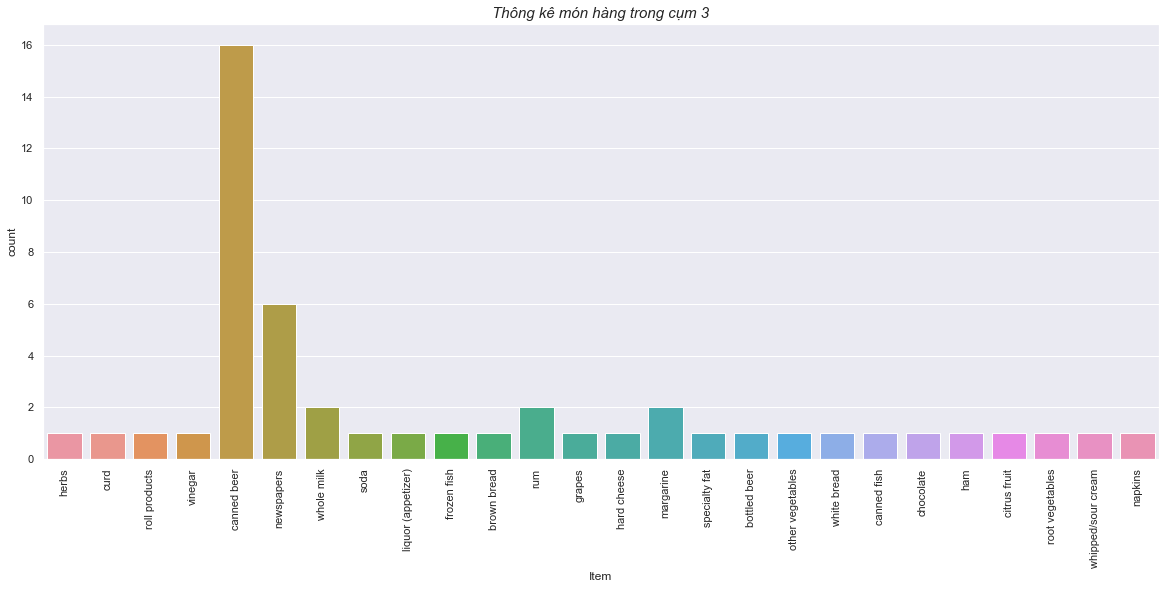 Thông kê món hàng trong cụm 3
16
14
12
10
8
6
4
2
0
count
herbs
curd
roll products
vinegar
canned beer
newspapers
whole milk
soda
liquor (appetizer)
frozen fish
brown bread
rum
grapes
hard cheese
margarine
specialty fat
bottled beer
other vegetables
white bread
canned fish
chocolate
ham
citrus fruit
root vegetables
whipped/sour cream
napkins
Item